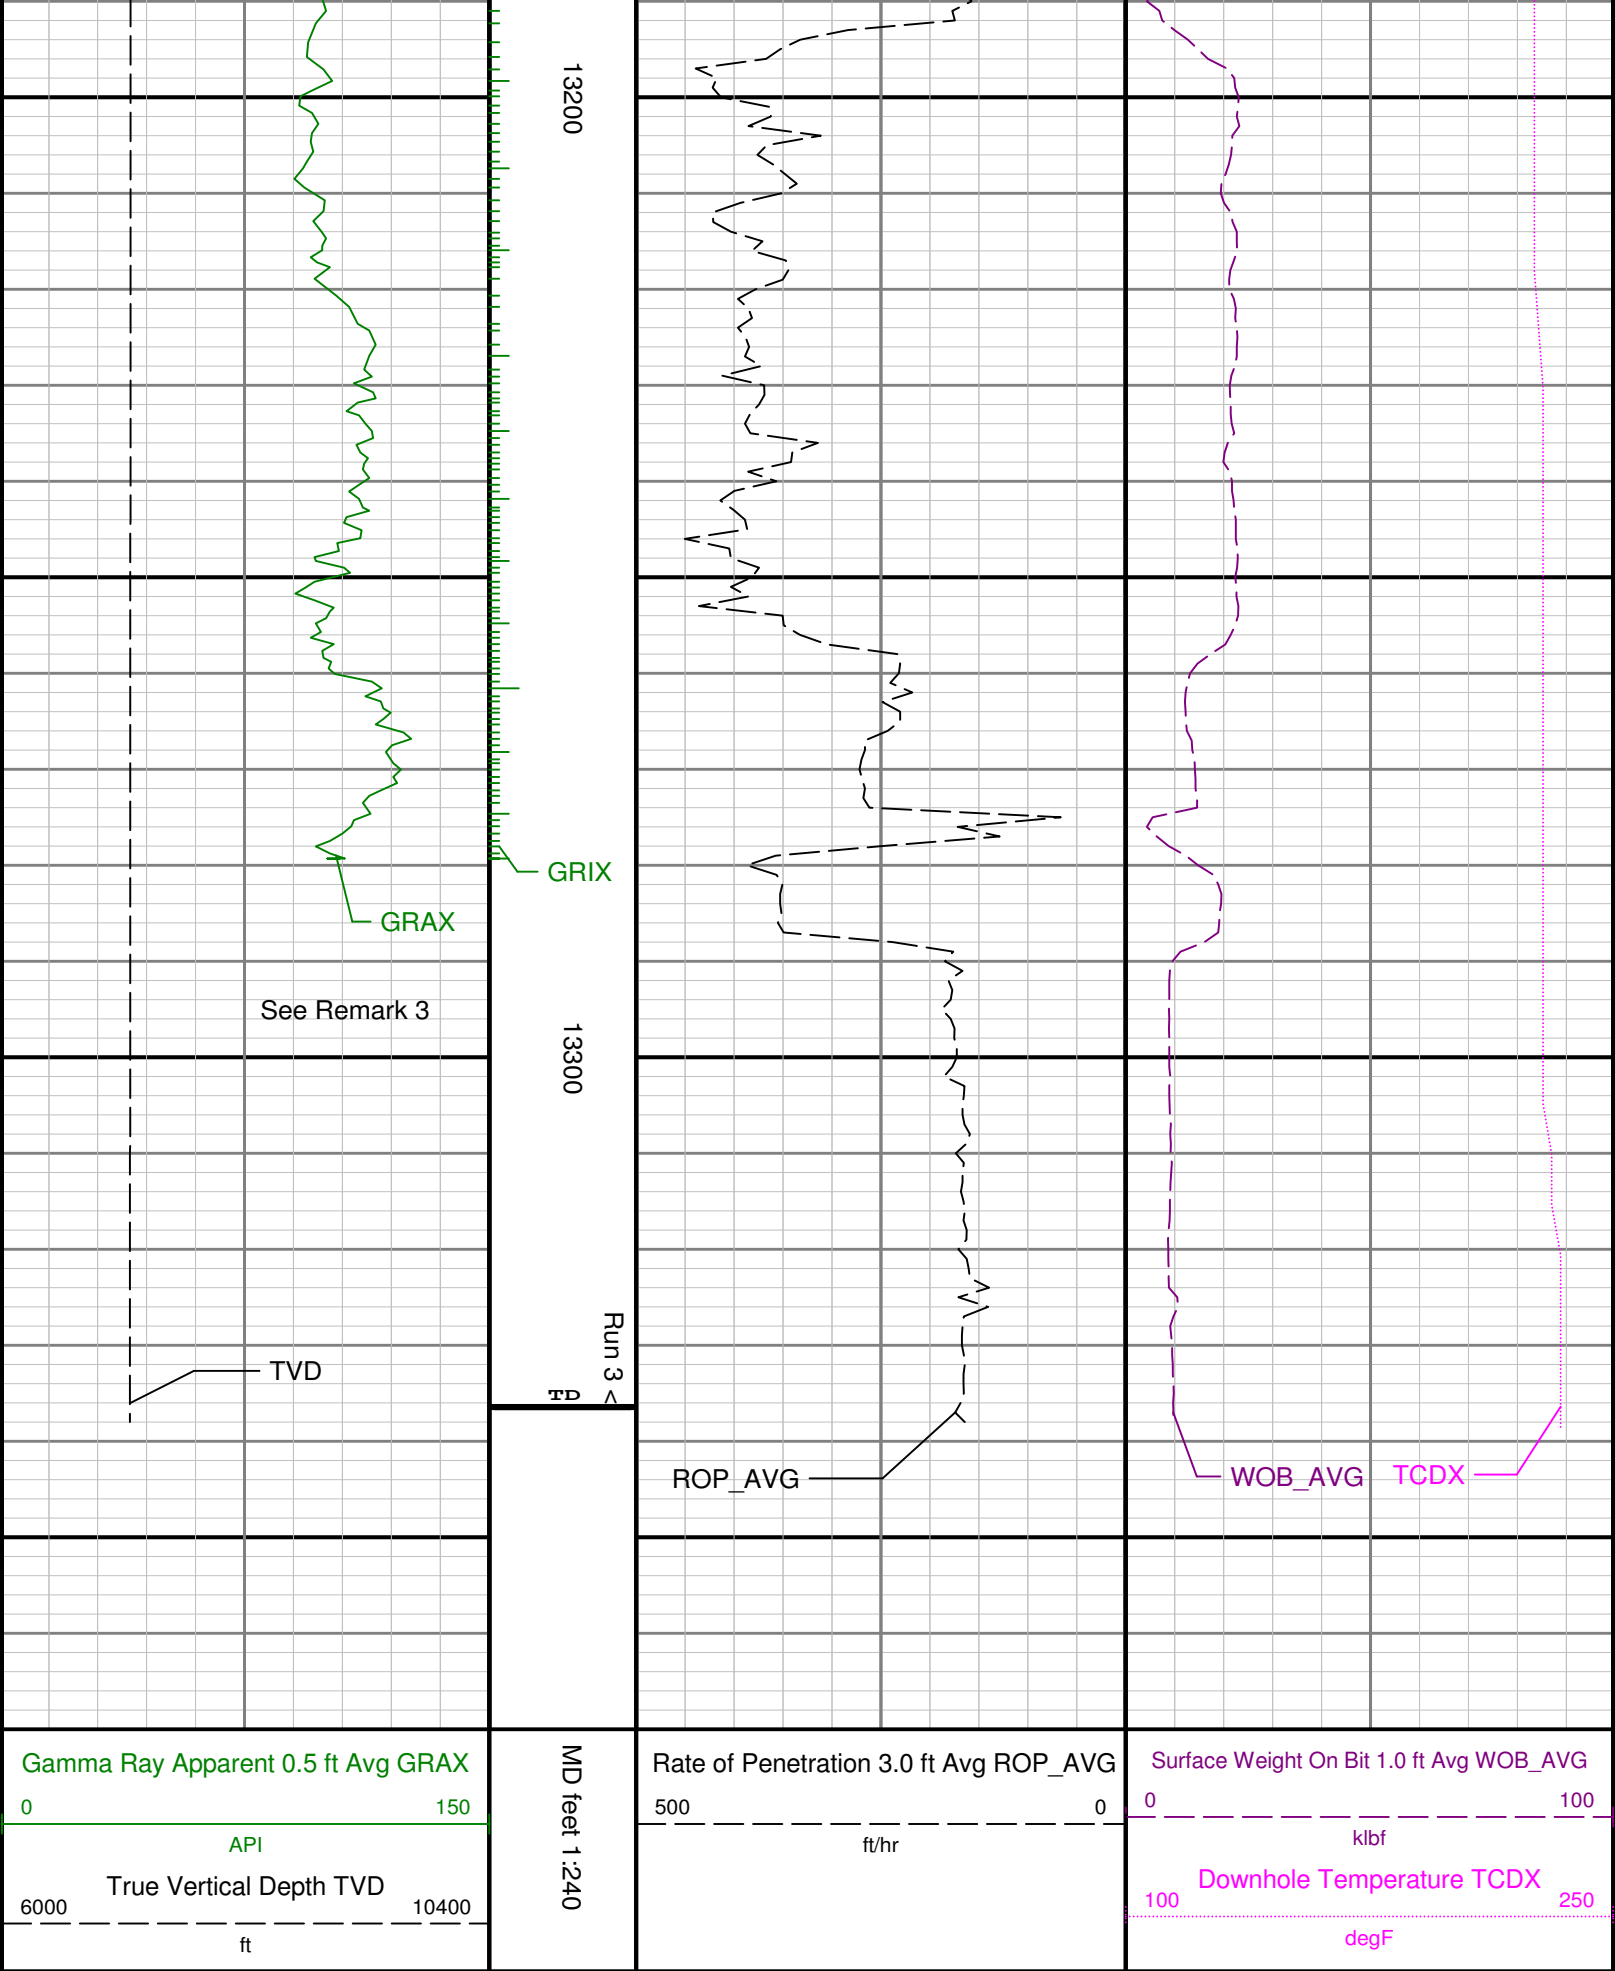 13200
GRIX
GRAX
See Remark 3
13300
Run 3 <
TVD
TD
ROP_AVG
WOB_AVG
TCDX
Gamma Ray Apparent 0.5 ft Avg GRAX
0 150
API
True Vertical Depth TVD
6000 10400
ft
MD feet 1:240
Rate of Penetration 3.0 ft Avg ROP_AVG
500 0
ft/hr
Surface Weight On Bit 1.0 ft Avg WOB_AVG
0 100
klbf
Downhole Temperature TCDX
100 250
degF